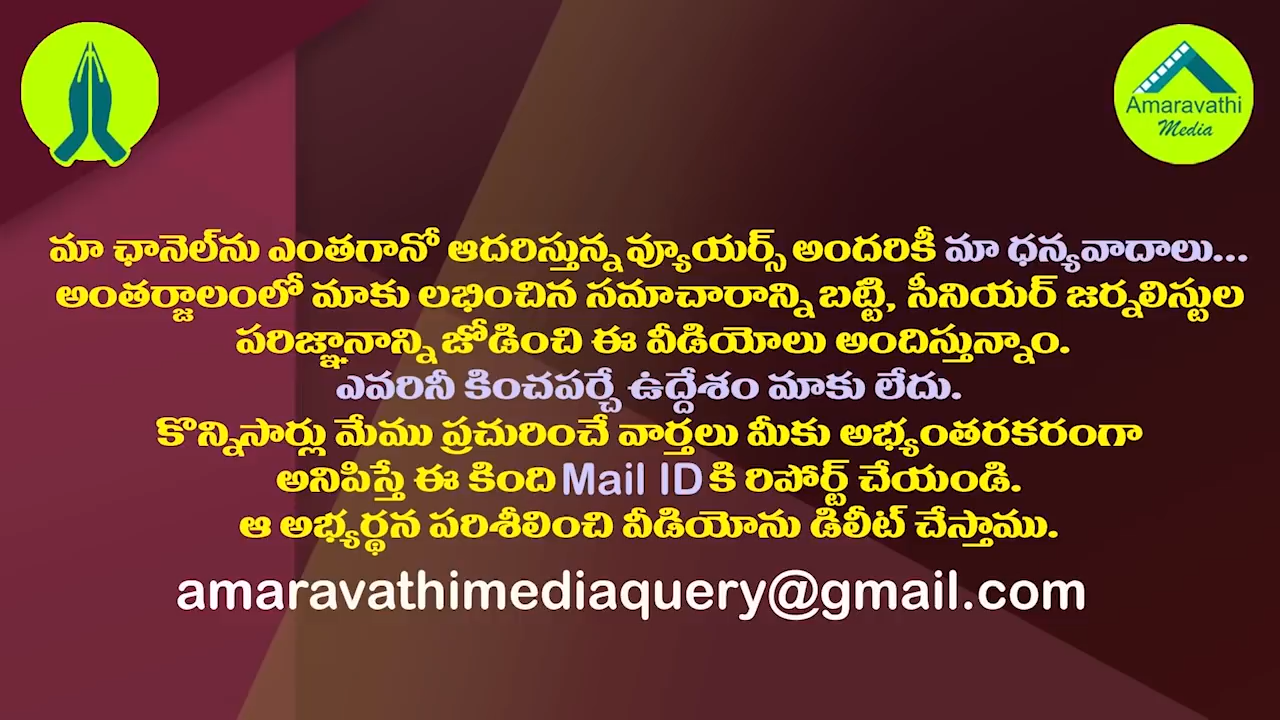 Amaravathi
Media
మా ఛానెల్‌ను ఎంతగానో ఆదరిస్తున్న వ్యూయర్స్ అందరికీ మా ధన్యవాదాలు...
అంతర్జాలంలో మాకు లభించిన సమాచారాన్ని బట్టి, సీనియర్ జర్నలిస్టుల
పరిజ్ఞానాన్ని జోడించి ఈ వీడియోలు అందిస్తున్నాం.
ఎవరినీ కించపర్చే ఉద్దేశం మాకు లేదు.
కొన్నిసార్లు మేము ప్రచురించే వార్తలు మీకు అభ్యంతరకరంగా
అనిపిస్తే ఈ కింది Mail ID కి రిపోర్ట్ చేయండి.
ఆ అభ్యర్థన పరిశీలించి వీడియోను డిలీట్ చేస్తాము.
amaravathimediaquery@gmail.com